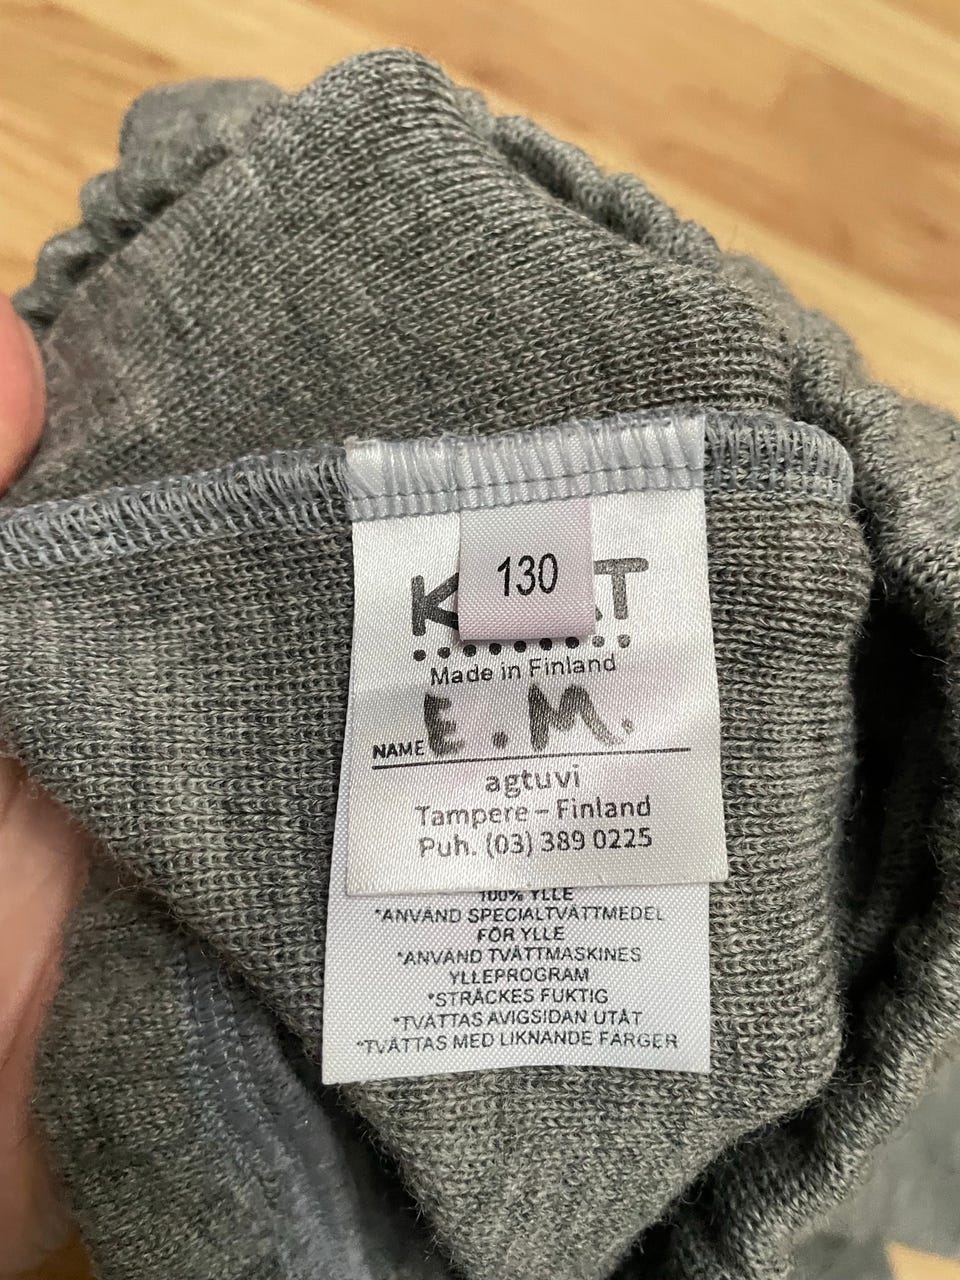 130
Made in Finland
NAME E. M.
agtuvi
Tampere – Finland
Puh. (03) 389 0225
100% YLLE
*ANVÄND SPECIALTVÄTTMEDEL
FÖR YLLE
*ANVÄND TVÄTTMASKINES
YLLEPROGRAM
*STRÄCKES FUKTIG
*TVÄTTAS AVIGSIDAN UTÅT
*TVÄTTAS MED LIKNANDE FÄRGER